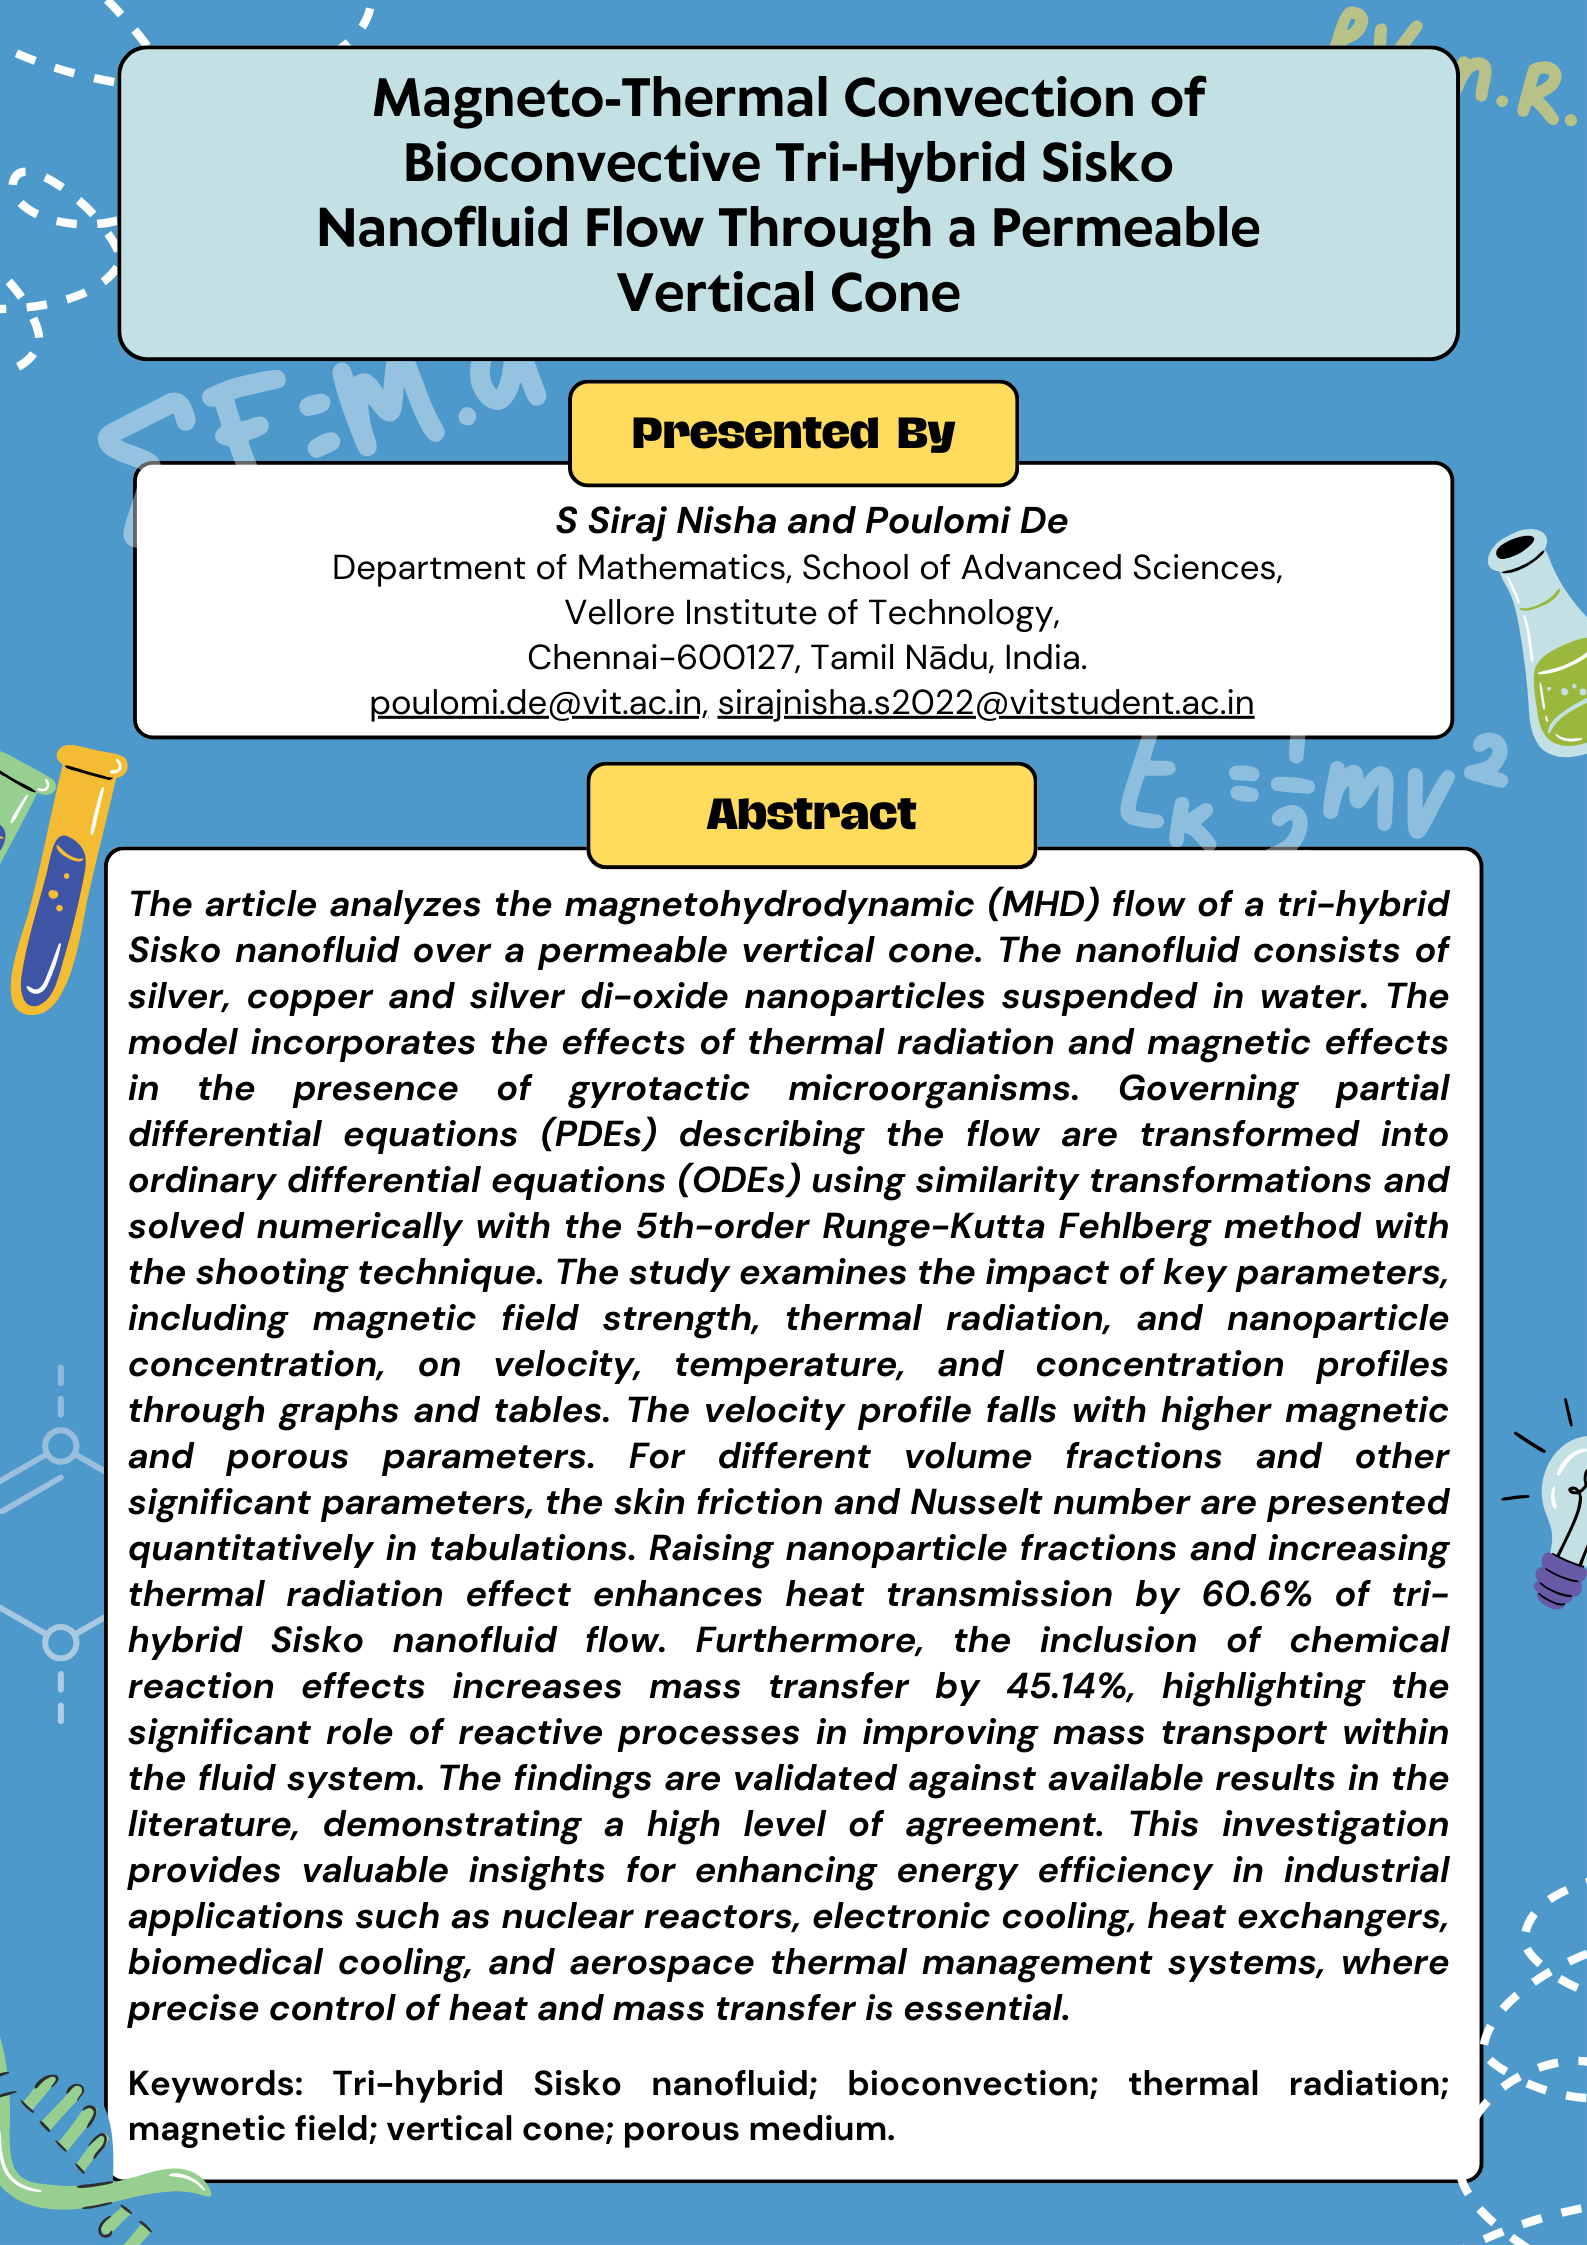 PV
n.R.
Magneto-Thermal Convection of
Bioconvective Tri-Hybrid Sisko
Nanofluid Flow Through a Permeable
Vertical Cone
ΣF=M.a
Presented By
S Siraj Nisha and Poulomi De
Department of Mathematics, School of Advanced Sciences,
Vellore Institute of Technology,
Chennai-600127, Tamil Nādu, India.
poulomi.de@vit.ac.in, sirajnisha.s2022@vitstudent.ac.in
Eₖ=½mv²
Abstract
The article analyzes the magnetohydrodynamic (MHD) flow of a tri-hybrid
Sisko nanofluid over a permeable vertical cone. The nanofluid consists of
silver, copper and silver di-oxide nanoparticles suspended in water. The
model incorporates the effects of thermal radiation and magnetic effects
in the presence of gyrotactic microorganisms. Governing partial
differential equations (PDEs) describing the flow are transformed into
ordinary differential equations (ODEs) using similarity transformations and
solved numerically with the 5th-order Runge-Kutta Fehlberg method with
the shooting technique. The study examines the impact of key parameters,
including magnetic field strength, thermal radiation, and nanoparticle
concentration, on velocity, temperature, and concentration profiles
through graphs and tables. The velocity profile falls with higher magnetic
and porous parameters. For different volume fractions and other
significant parameters, the skin friction and Nusselt number are presented
quantitatively in tabulations. Raising nanoparticle fractions and increasing
thermal radiation effect enhances heat transmission by 60.6% of tri-
hybrid Sisko nanofluid flow. Furthermore, the inclusion of chemical
reaction effects increases mass transfer by 45.14%, highlighting the
significant role of reactive processes in improving mass transport within
the fluid system. The findings are validated against available results in the
literature, demonstrating a high level of agreement. This investigation
provides valuable insights for enhancing energy efficiency in industrial
applications such as nuclear reactors, electronic cooling, heat exchangers,
biomedical cooling, and aerospace thermal management systems, where
precise control of heat and mass transfer is essential.
Keywords: Tri-hybrid Sisko nanofluid; bioconvection; thermal radiation;
magnetic field; vertical cone; porous medium.